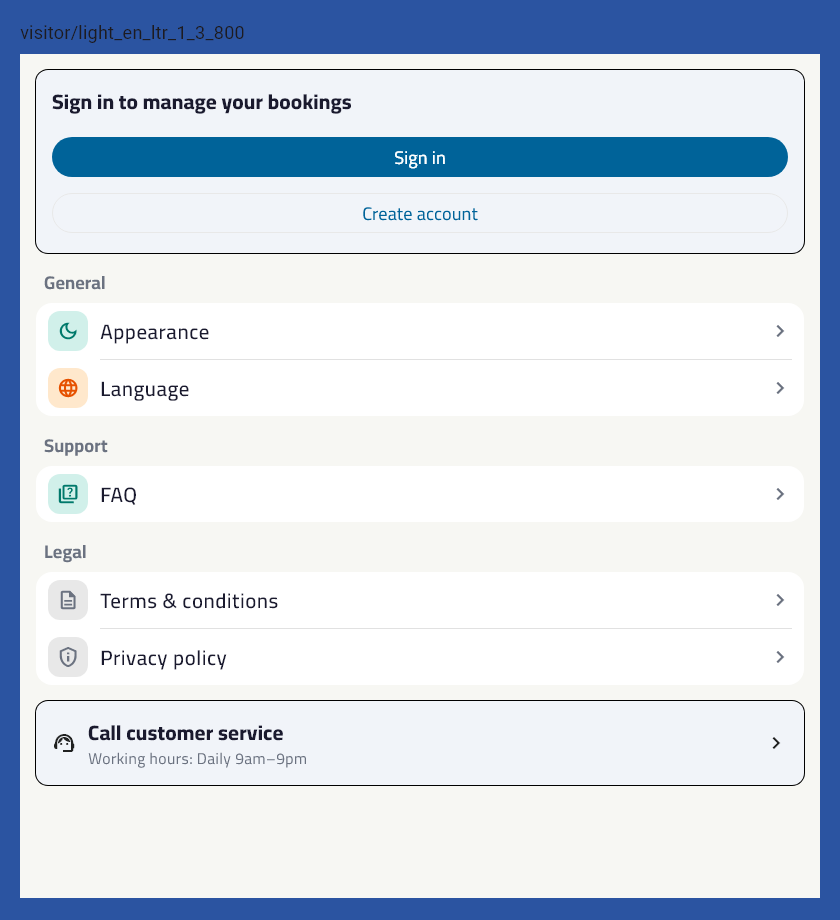 visitor/light_en_ltr_1_3_800
Sign in to manage your bookings
Sign in
Create account
General
Appearance
Language
Support
FAQ
Legal
Terms & conditions
Privacy policy
Call customer service
Working hours: Daily 9am–9pm